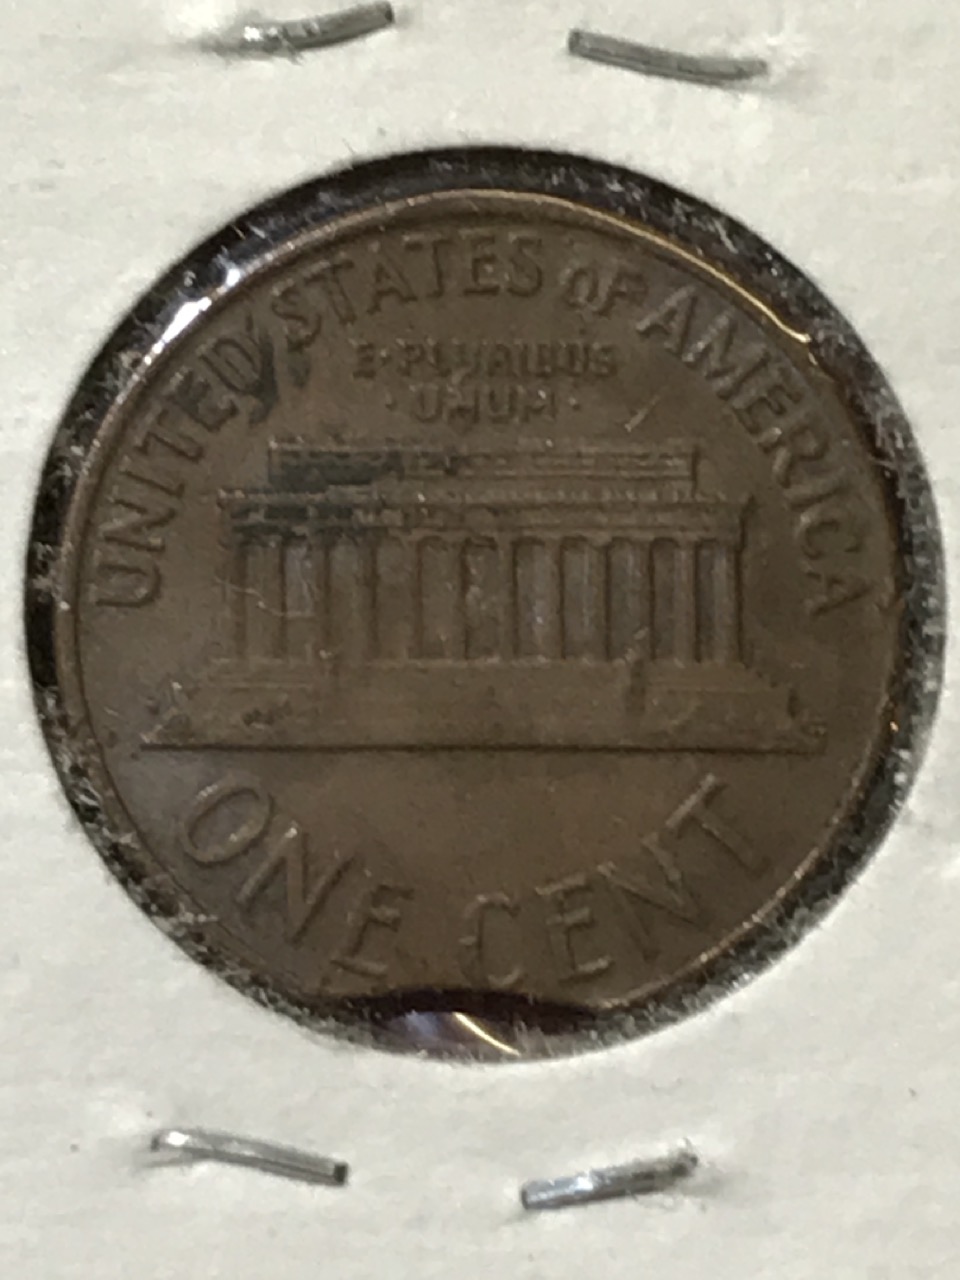 UNITED STATES OF AMERICA
E·PLURIBUS
·UNUM·
ONE CENT